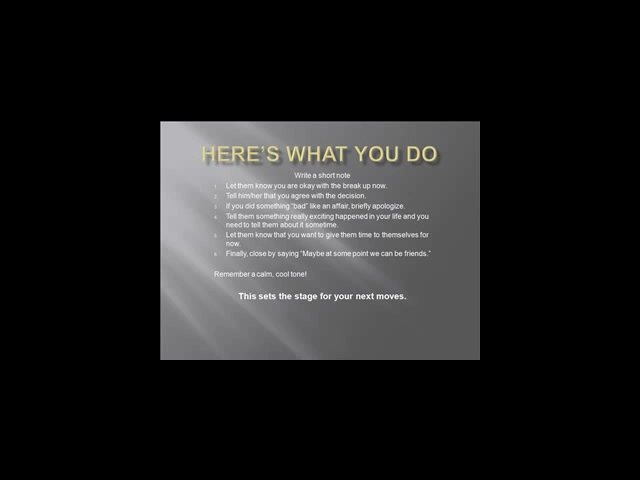 HERE'S WHAT YOU DO
Write a short note
1. Let them know you are okay with the break up now.
2. Tell him/her that you agree with the decision.
3. If you did something “bad” like an affair, briefly apologize.
4. Tell them something really exciting happened in your life and you
need to tell them about it sometime.
5. Let them know that you want to give them time to themselves for
now.
6. Finally, close by saying “Maybe at some point we can be friends.”
Remember a calm, cool tone!
This sets the stage for your next moves.